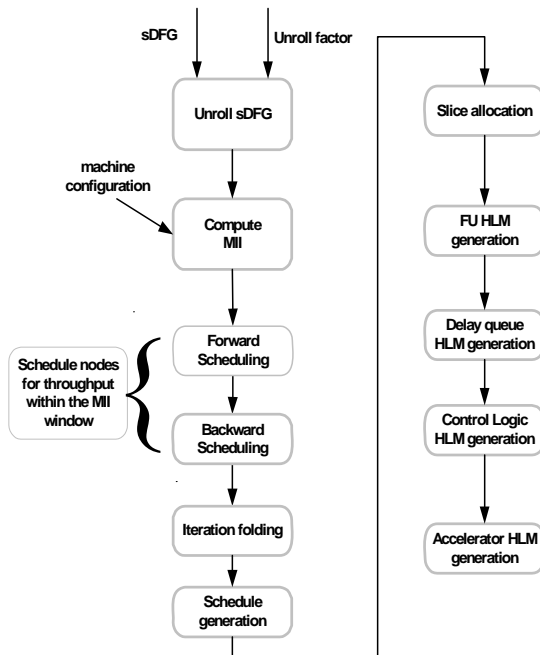 sDFG
Unroll factor
Unroll sDFG
machine
configuration
Compute
MII
Forward
Scheduling
Schedule nodes
for throughput
within the MII
window
Backward
Scheduling
Iteration folding
Schedule
generation
Slice allocation
FU HLM
generation
Delay queue
HLM generation
Control Logic
HLM generation
Accelerator HLM
generation